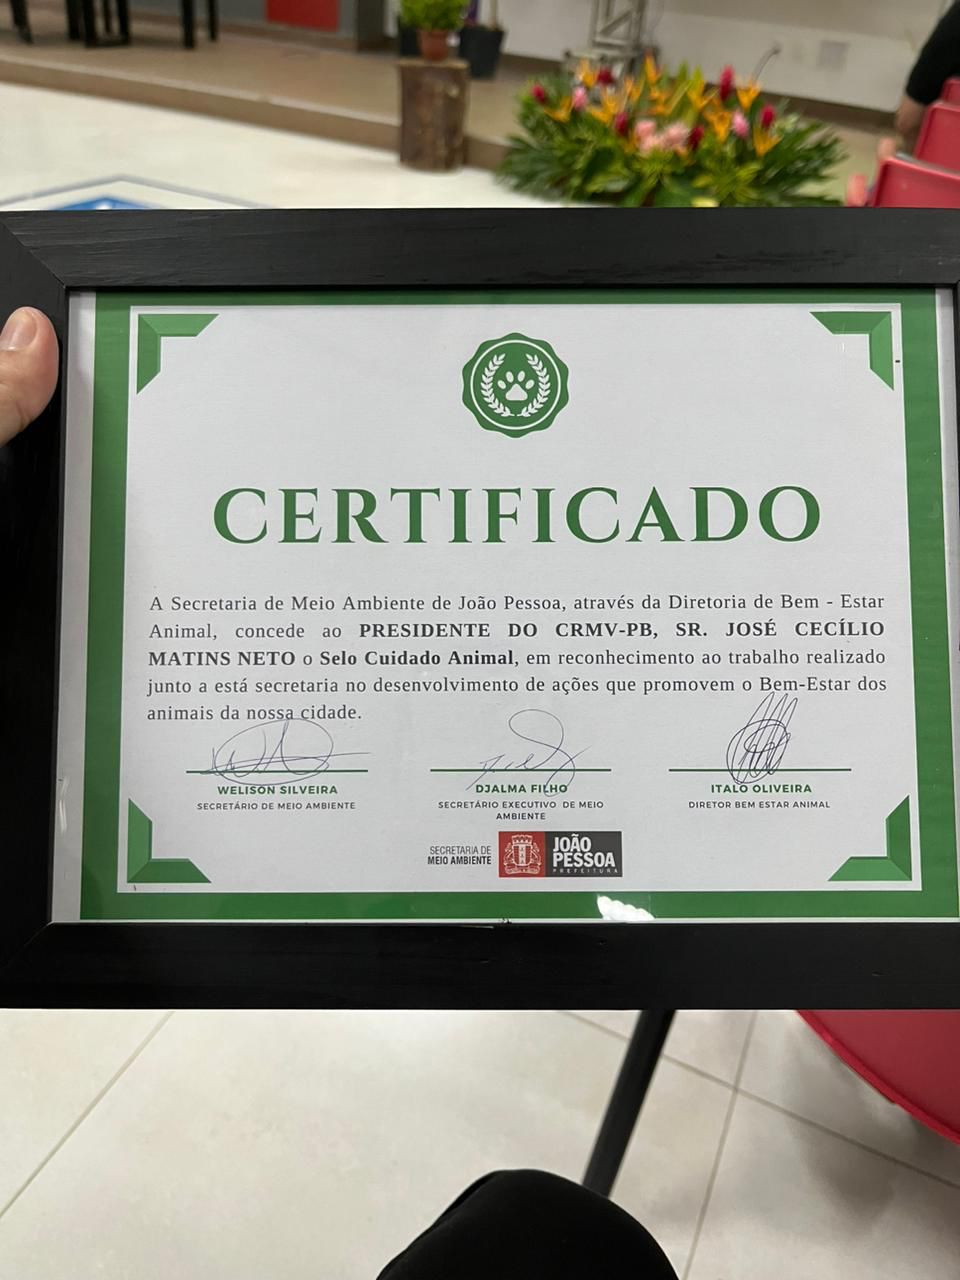 CERTIFICADO
A Secretaria de Meio Ambiente de João Pessoa, através da Diretoria de Bem - Estar
Animal, concede ao PRESIDENTE DO CRMV-PB, SR. JOSÉ CECÍLIO
MATINS NETO o Selo Cuidado Animal, em reconhecimento ao trabalho realizado
junto a está secretaria no desenvolvimento de ações que promovem o Bem-Estar dos
animais da nossa cidade.
WELISON SILVEIRA
SECRETÁRIO DE MEIO AMBIENTE
DJALMA FILHO
SECRETÁRIO EXECUTIVO DE MEIO
AMBIENTE
ITALO OLIVEIRA
DIRETOR BEM ESTAR ANIMAL
SECRETARIA DE
MEIO AMBIENTE
JOÃO
PESSOA
PREFEITURA